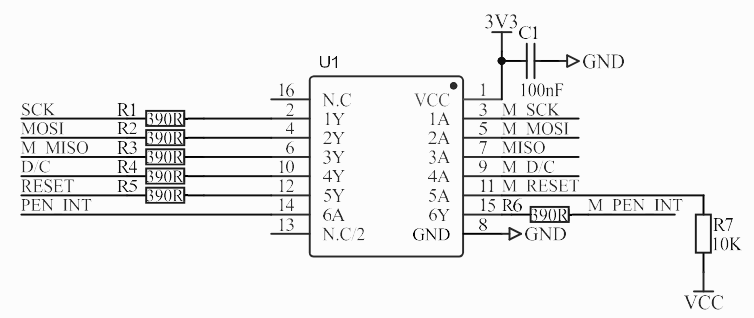 3V3
C1
GND
100nF
U1
16 N.C VCC 1
SCK R1 390R 2 1Y 1A 3 M_SCK
MOSI R2 390R 4 2Y 2A 5 M_MOSI
M_MISO R3 390R 6 3Y 3A 7 MISO
D/C R4 390R 10 4Y 4A 9 M_D/C
RESET R5 390R 12 5Y 5A 11 M_RESET
PEN_INT 14 6A 6Y 15 R6 390R M_PEN_INT
13 N.C/2 GND 8 GND
R7
10K
VCC